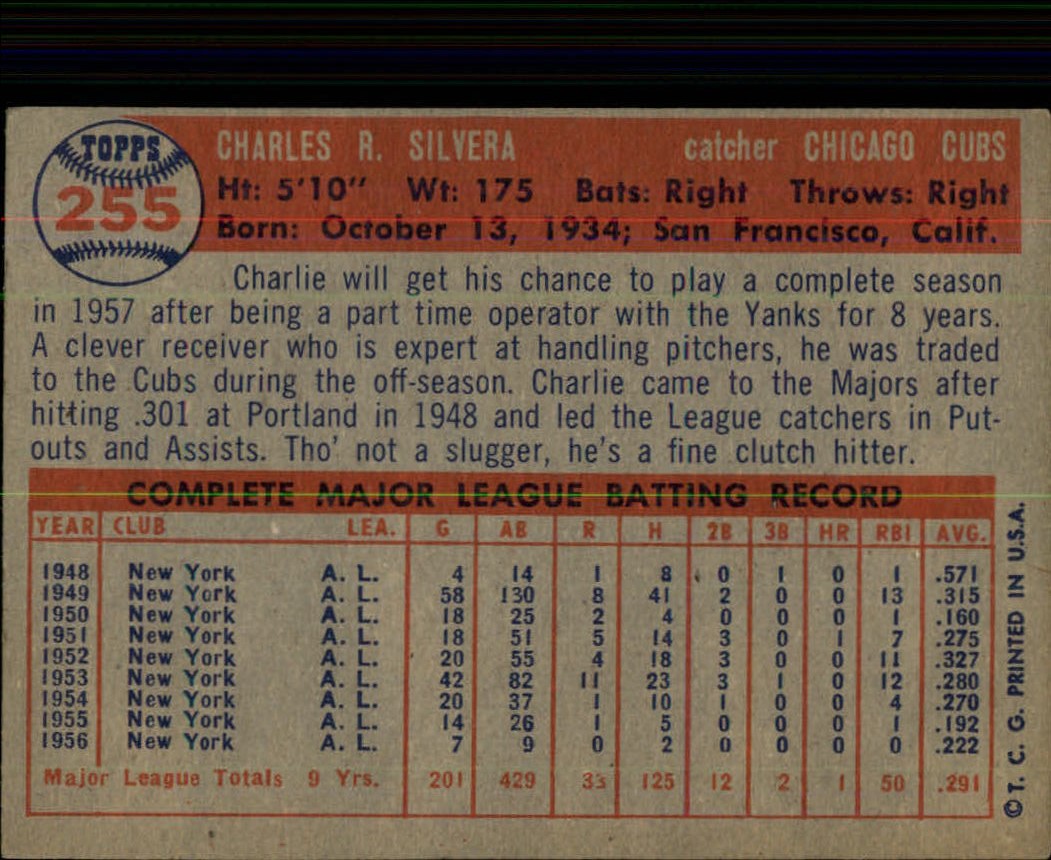 TOPPS
255
CHARLES R. SILVERA catcher CHICAGO CUBS
Ht: 5'10" Wt: 175 Bats: Right Throws: Right
Born: October 13, 1934; San Francisco, Calif.
Charlie will get his chance to play a complete season
in 1957 after being a part time operator with the Yanks for 8 years.
A clever receiver who is expert at handling pitchers, he was traded
to the Cubs during the off-season. Charlie came to the Majors after
hitting .301 at Portland in 1948 and led the League catchers in Put-
outs and Assists. Tho' not a slugger, he's a fine clutch hitter.
COMPLETE MAJOR LEAGUE BATTING RECORD
YEAR CLUB LEA. G AB R H 2B 3B HR RBI AVG.
1948 New York A. L. 4 14 1 8 0 1 0 1 .571
1949 New York A. L. 58 130 8 41 2 0 0 13 .315
1950 New York A. L. 18 25 2 4 0 0 0 1 .160
1951 New York A. L. 18 51 5 14 3 0 1 7 .275
1952 New York A. L. 20 55 4 18 3 0 0 11 .327
1953 New York A. L. 42 82 11 23 3 1 0 12 .280
1954 New York A. L. 20 37 1 10 1 0 0 4 .270
1955 New York A. L. 14 26 1 5 0 0 0 1 .192
1956 New York A. L. 7 9 0 2 0 0 0 0 .222
Major League Totals 9 Yrs. 201 429 33 125 12 2 1 50 .291
© T. C. G. PRINTED IN U.S.A.